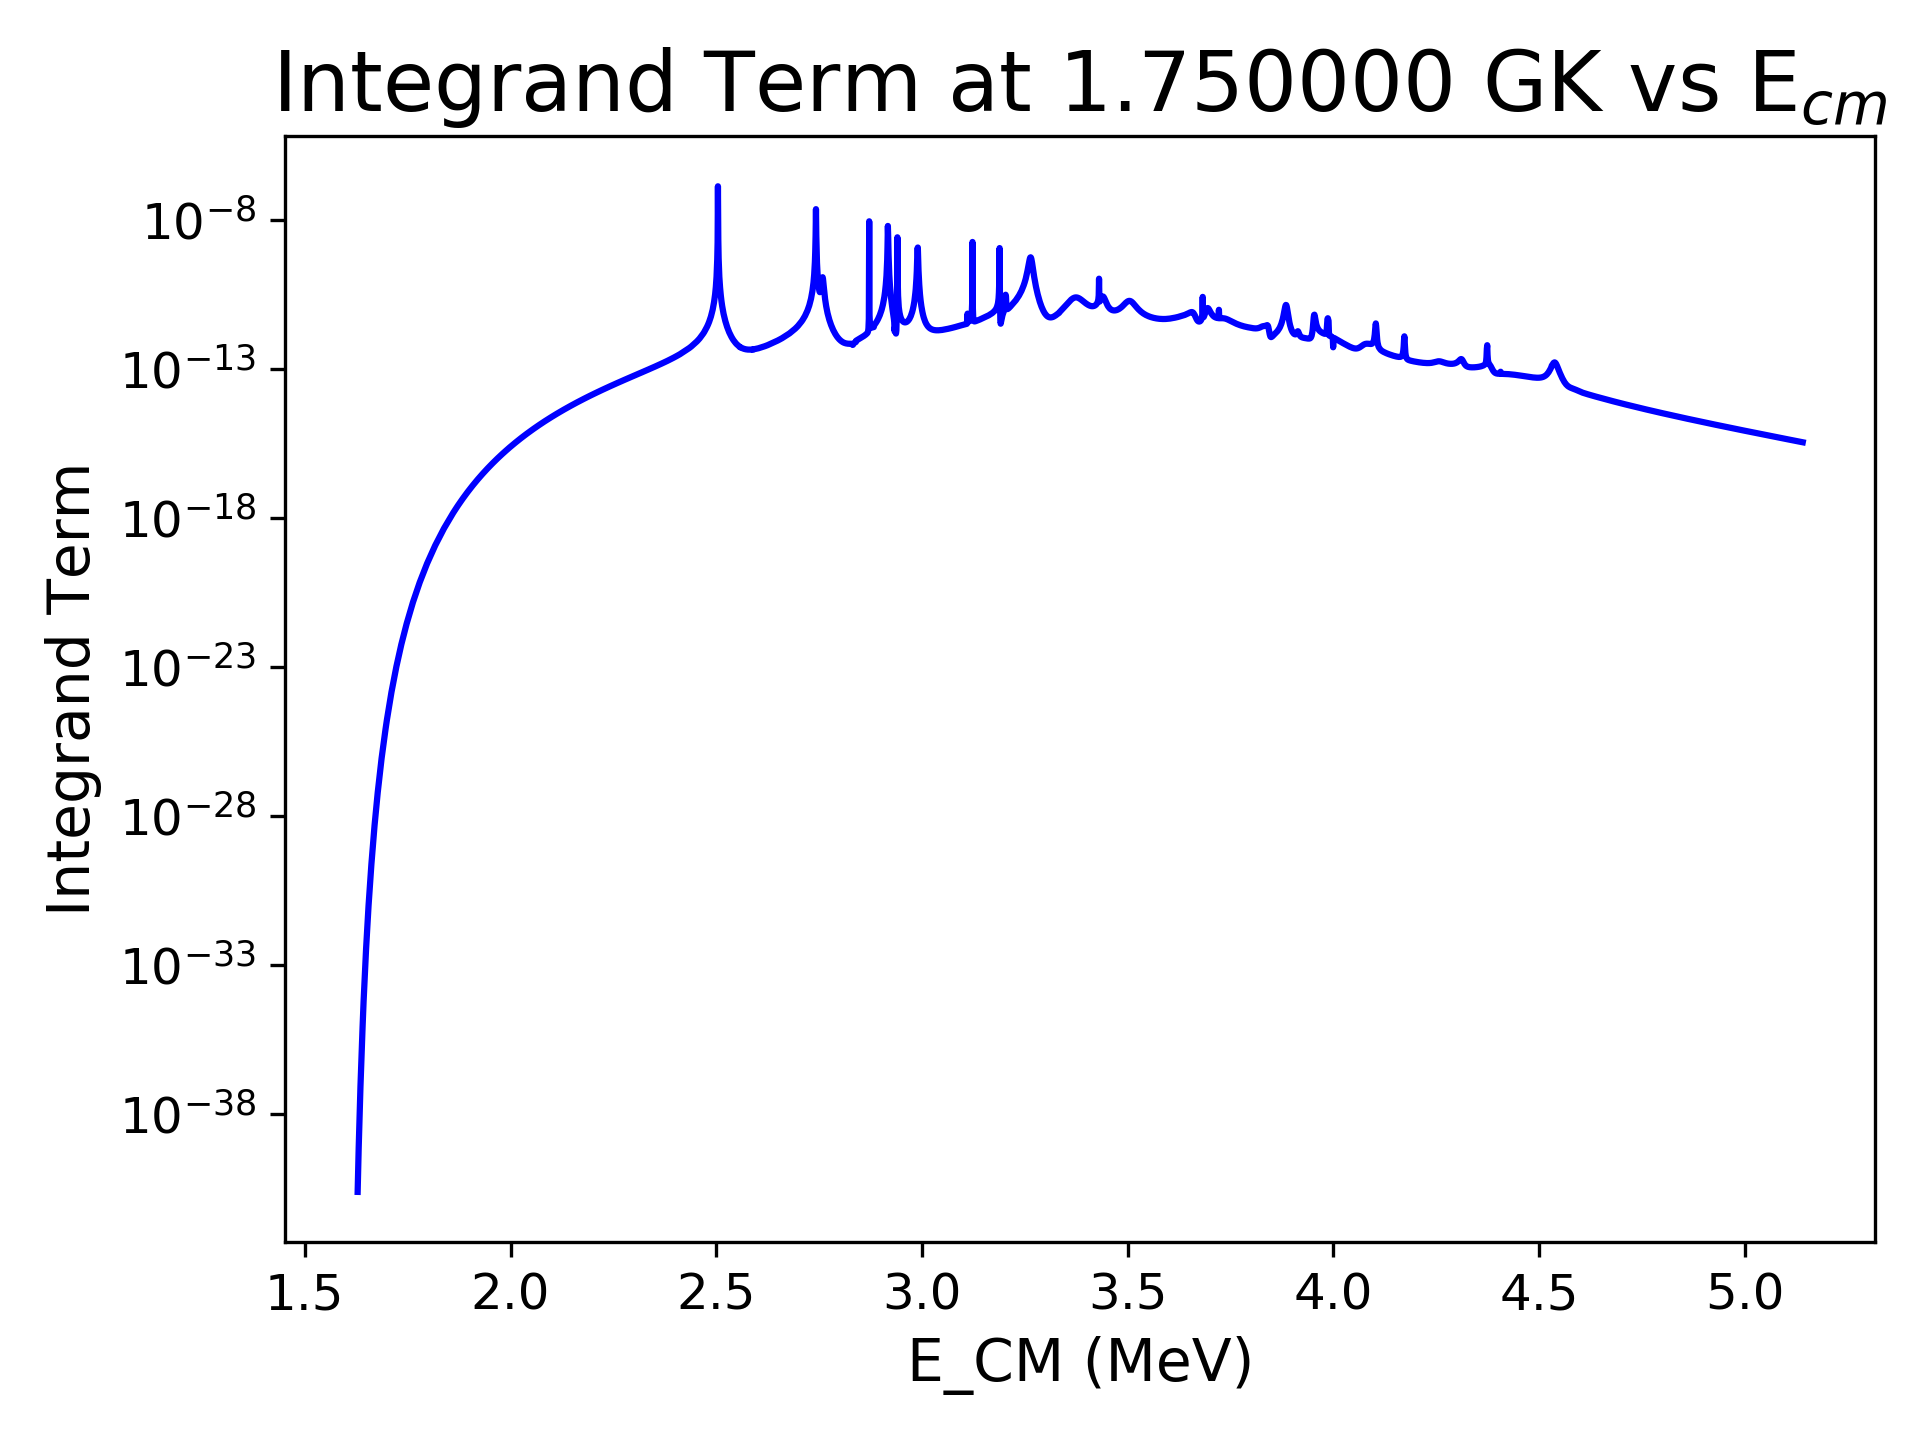 Integrand Term at 1.750000 GK vs E_cm
Integrand Term
10^−8
10^−13
10^−18
10^−23
10^−28
10^−33
10^−38
1.5 2.0 2.5 3.0 3.5 4.0 4.5 5.0
E_CM (MeV)